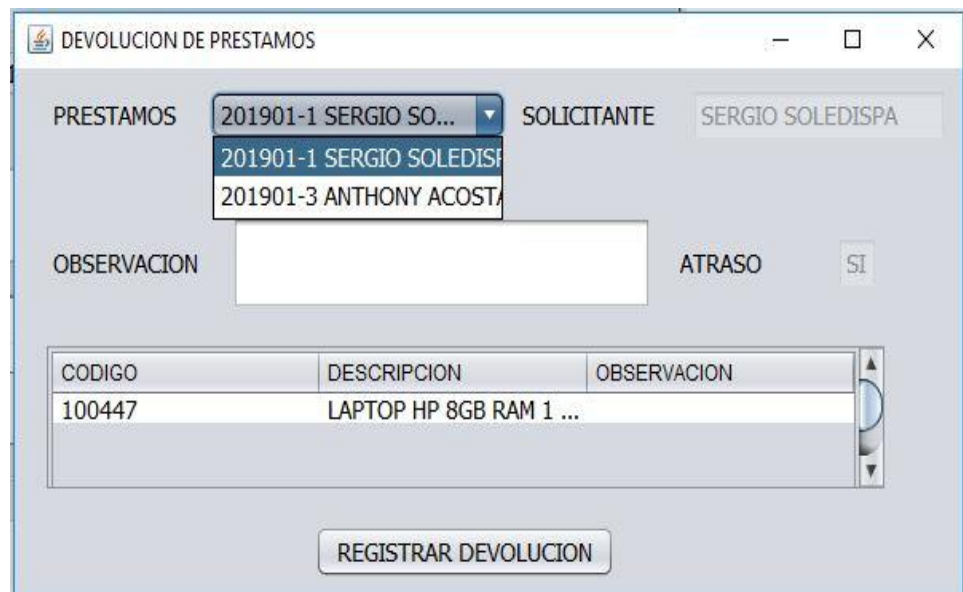 DEVOLUCION DE PRESTAMOS
PRESTAMOS 201901-1 SERGIO SO... SOLICITANTE SERGIO SOLEDISPA
201901-1 SERGIO SOLEDISP
201901-3 ANTHONY ACOSTA
OBSERVACION ATRASO SI
CODIGO DESCRIPCION OBSERVACION
100447 LAPTOP HP 8GB RAM 1 ...
REGISTRAR DEVOLUCION